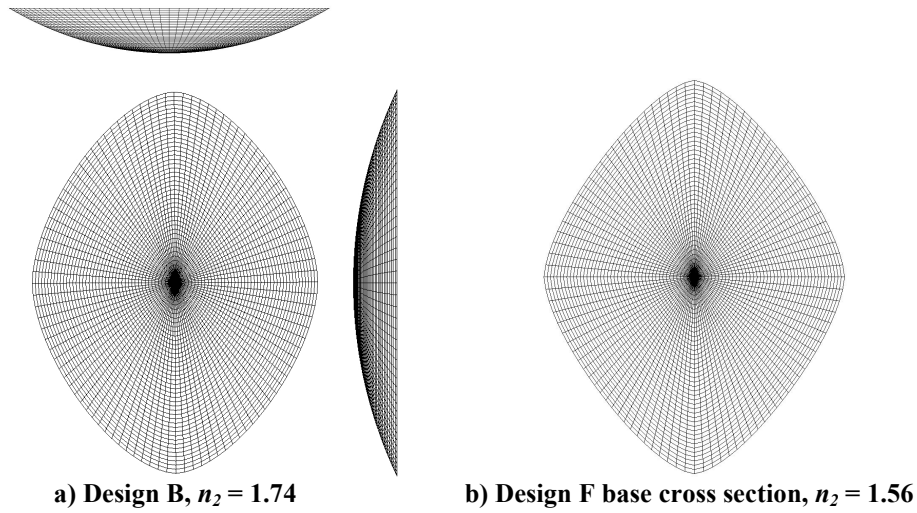 a) Design B, n₂ = 1.74
b) Design F base cross section, n₂ = 1.56